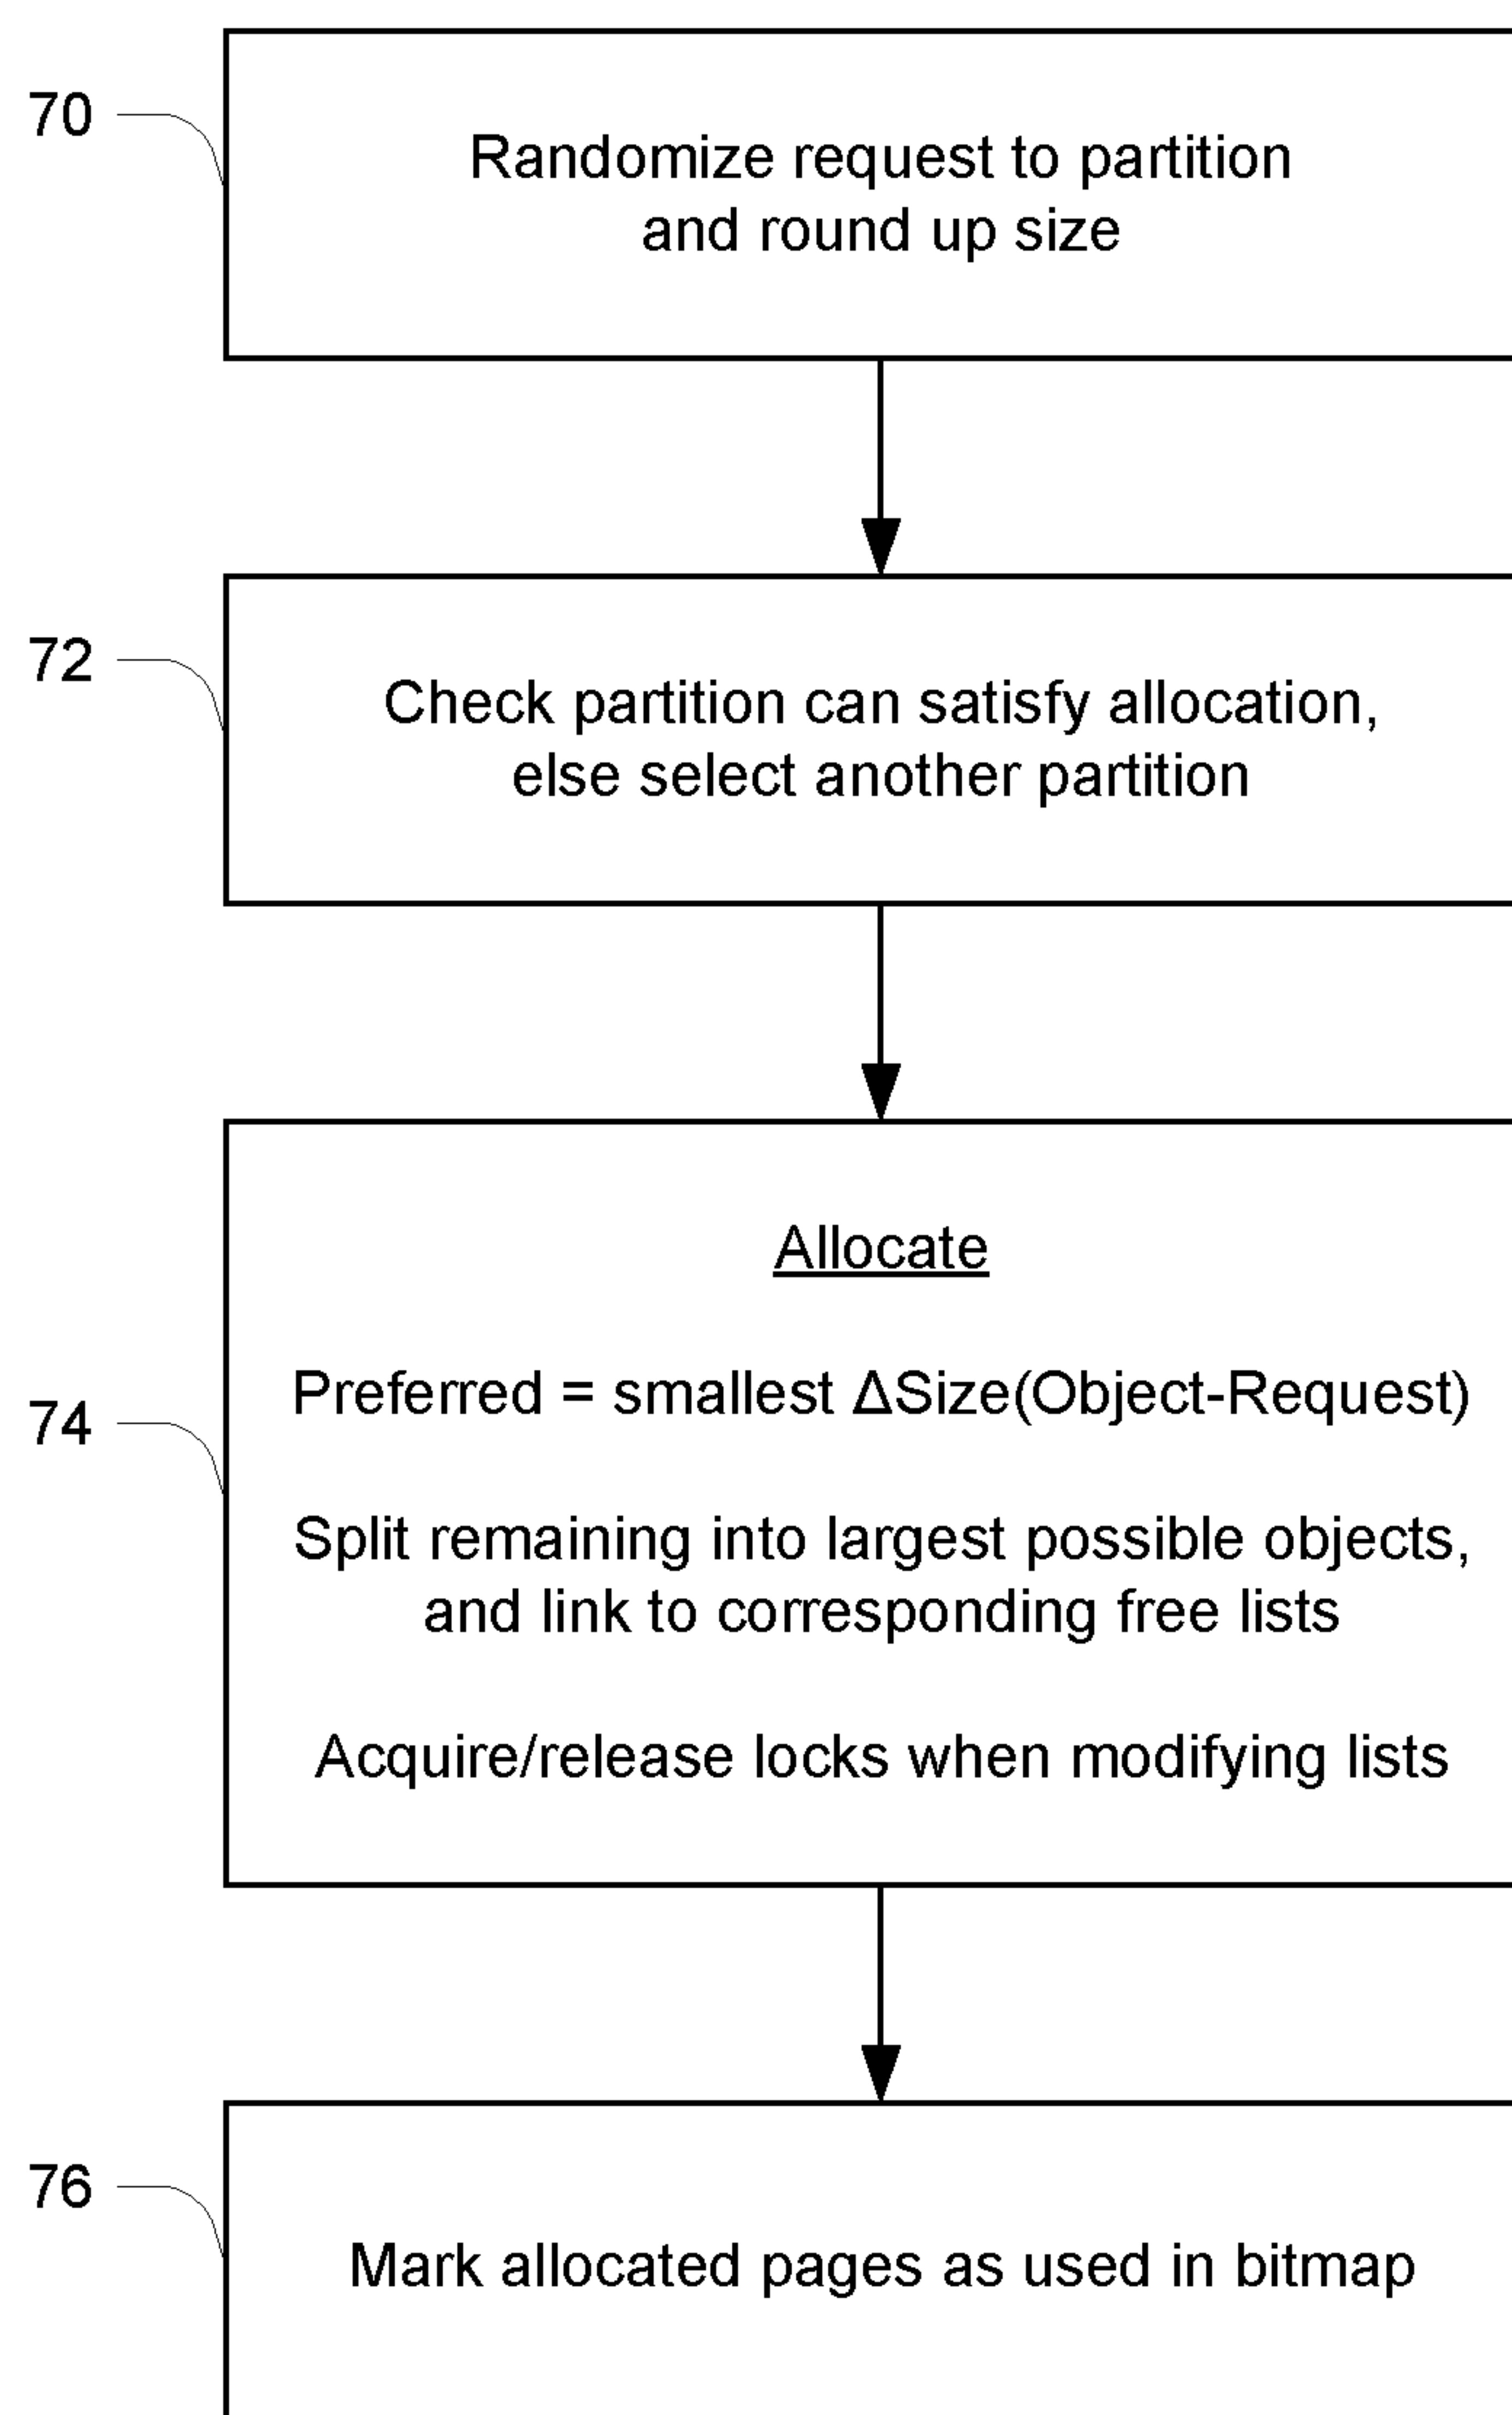 70
Randomize request to partition
and round up size
72
Check partition can satisfy allocation,
else select another partition
74
Allocate
Preferred = smallest ΔSize(Object-Request)
Split remaining into largest possible objects,
and link to corresponding free lists
Acquire/release locks when modifying lists
76
Mark allocated pages as used in bitmap